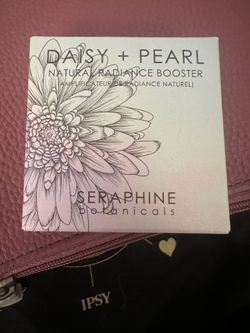 DAISY + PEARL
NATURAL RADIANCE BOOSTER
(AMPLIFICATEUR DE RADIANCE NATUREL)
SERAPHINE
botanicals
IPSY